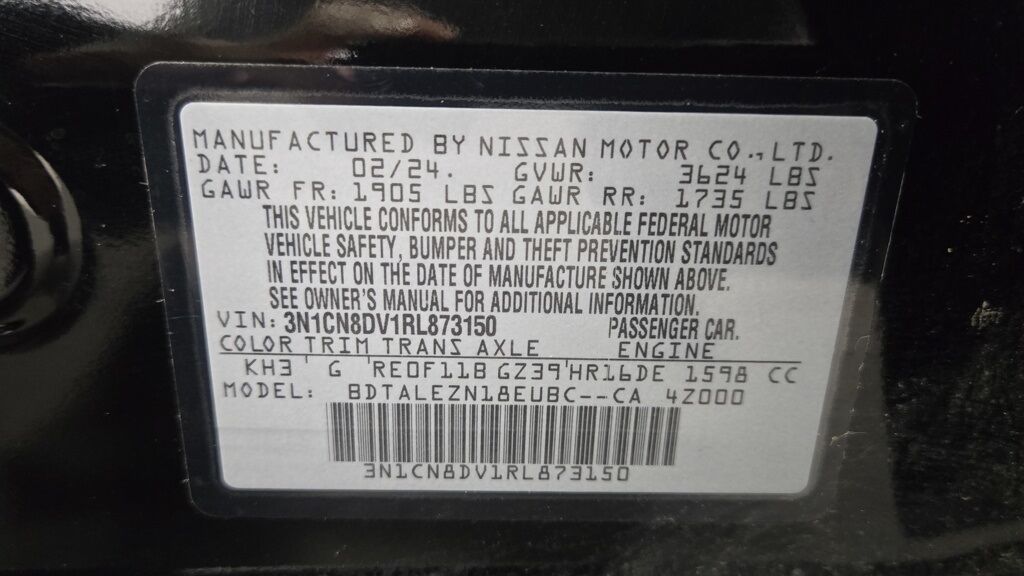 MANUFACTURED BY NISSAN MOTOR CO.,LTD.
DATE: 02/24. GVWR: 3624 LBS
GAWR FR: 1905 LBS GAWR RR: 1735 LBS
THIS VEHICLE CONFORMS TO ALL APPLICABLE FEDERAL MOTOR
VEHICLE SAFETY, BUMPER AND THEFT PREVENTION STANDARDS
IN EFFECT ON THE DATE OF MANUFACTURE SHOWN ABOVE.
SEE OWNER'S MANUAL FOR ADDITIONAL INFORMATION.
VIN: 3N1CN8DV1RL873150 PASSENGER CAR.
COLOR TRIM TRANS AXLE ENGINE
KH3 ' G ' RE0F11B GZ39'HR16DE 1598 CC
MODEL: BDTALEZN18EUBC--CA 4Z000
3N1CN8DV1RL873150